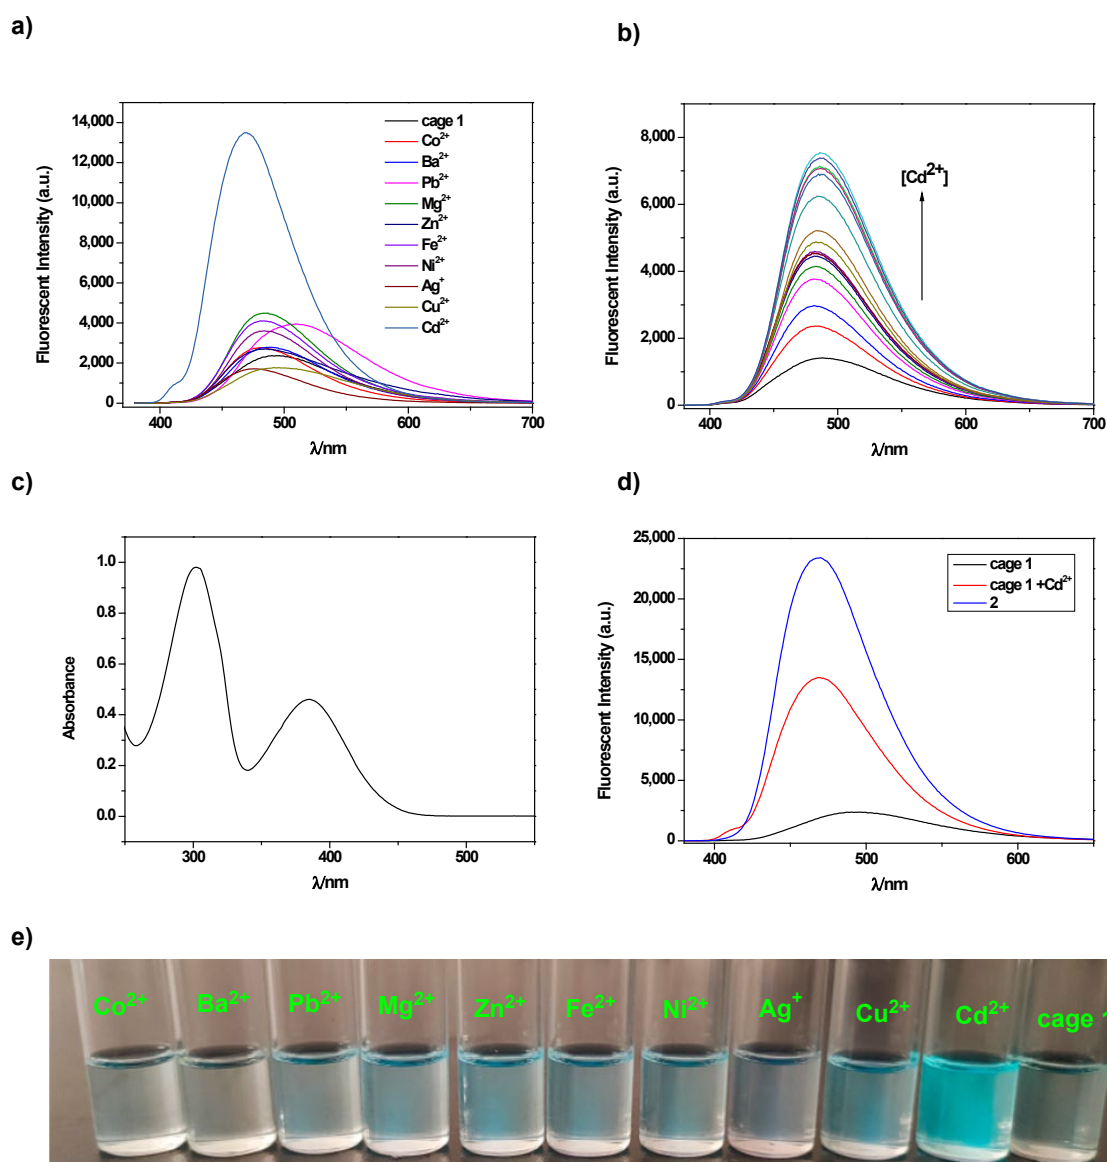 a)
14,000
12,000
10,000
8,000
6,000
4,000
2,000
0
400
500
600
700
Fluorescent Intensity (a.u.)
λ/nm
cage 1
Co²⁺
Ba²⁺
Pb²⁺
Mg²⁺
Zn²⁺
Fe²⁺
Ni²⁺
Ag⁺
Cu²⁺
Cd²⁺
b)
8,000
6,000
4,000
2,000
0
400
500
600
700
Fluorescent Intensity (a.u.)
λ/nm
[Cd²⁺]
c)
1.0
0.8
0.6
0.4
0.2
0.0
300
400
500
Absorbance
λ/nm
d)
25,000
20,000
15,000
10,000
5,000
0
400
500
600
Fluorescent Intensity (a.u.)
λ/nm
cage 1
cage 1 +Cd²⁺
2
e)
Co²⁺ Ba²⁺ Pb²⁺ Mg²⁺ Zn²⁺ Fe²⁺ Ni²⁺ Ag⁺ Cu²⁺ Cd²⁺ cage 1